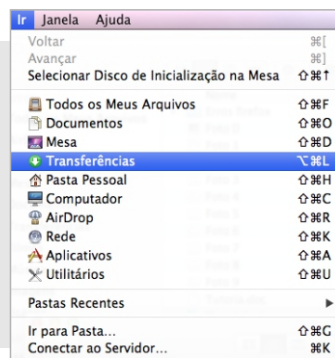 Ir Janela Ajuda
Voltar ⌘[
Avançar ⌘]
Selecionar Disco de Inicialização na Mesa ⇧⌘↑
Todos os Meus Arquivos ⇧⌘F
Documentos ⇧⌘O
Mesa ⇧⌘D
Transferências ⌥⌘L
Pasta Pessoal ⇧⌘H
Computador ⇧⌘C
AirDrop ⇧⌘R
Rede ⇧⌘K
Aplicativos ⇧⌘A
Utilitários ⇧⌘U
Pastas Recentes ▶
Ir para Pasta... ⇧⌘G
Conectar ao Servidor... ⌘K